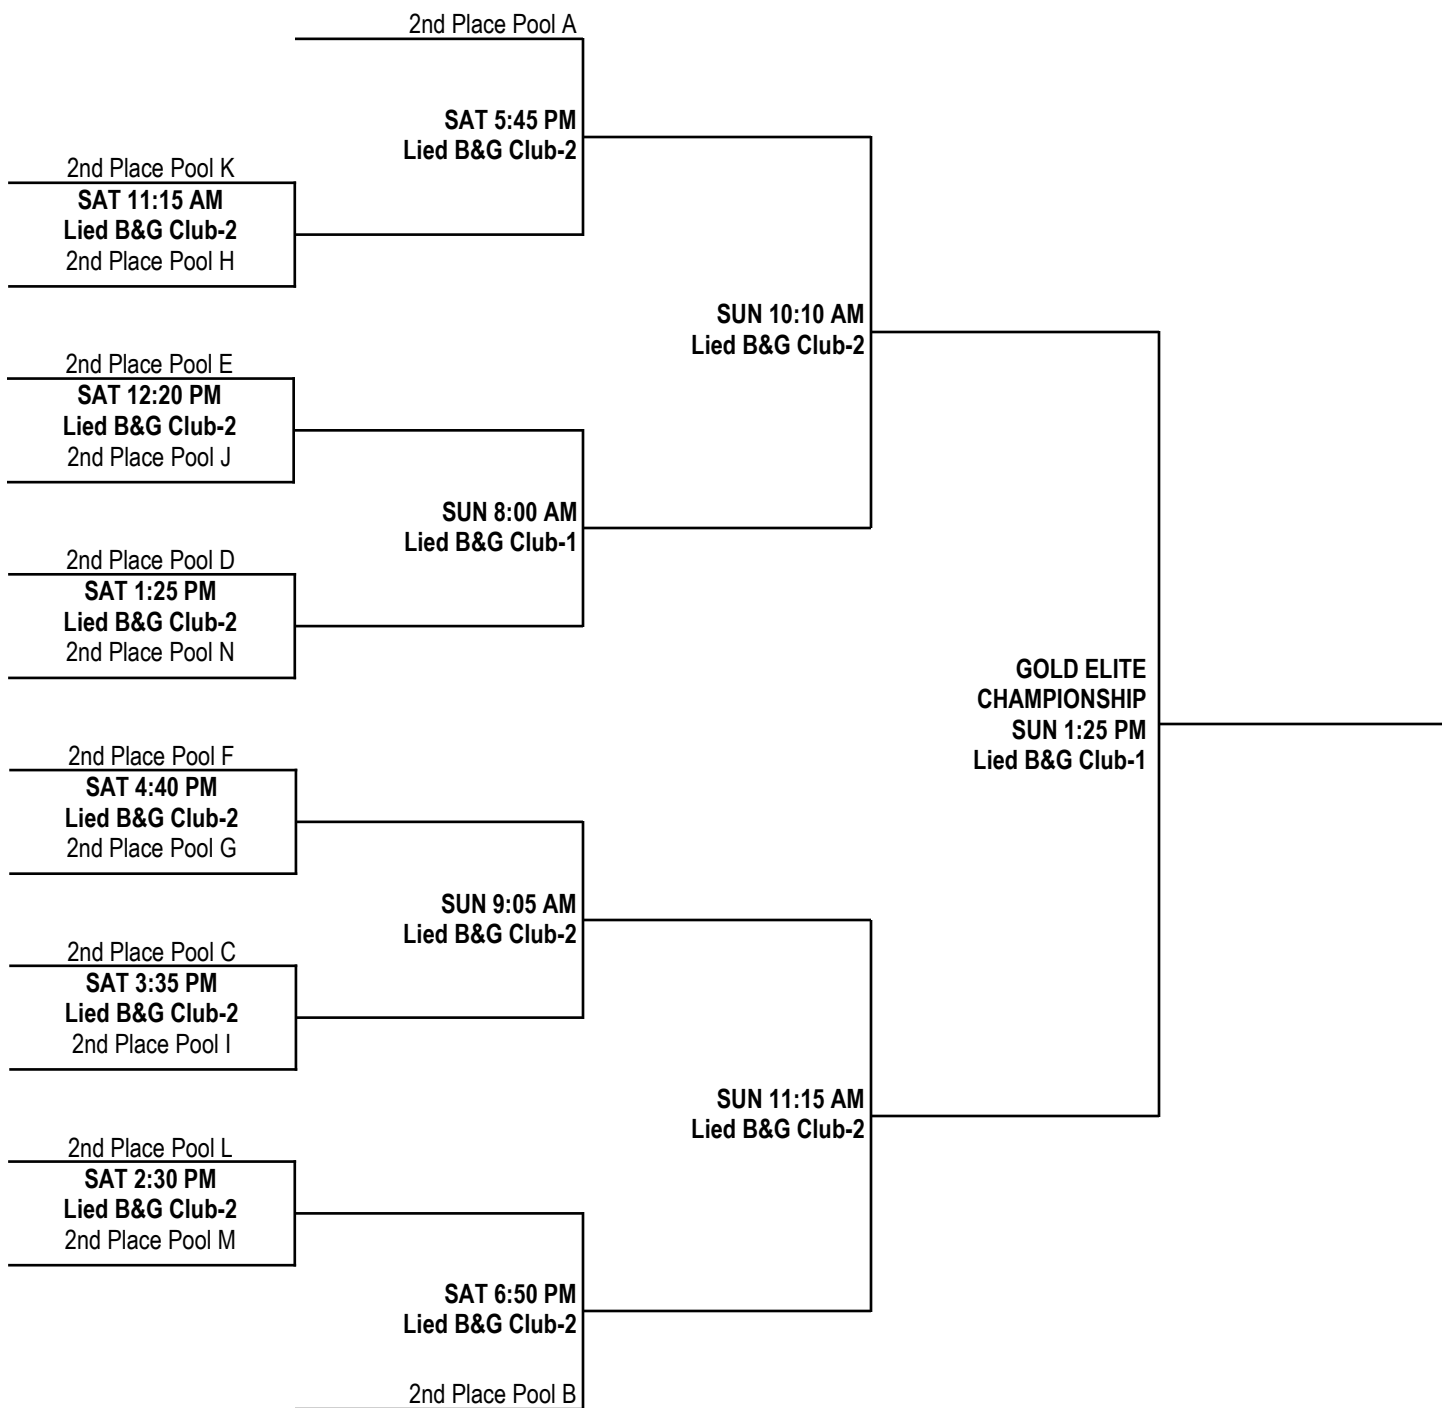 2nd Place Pool A
SAT 5:45 PM
Lied B&G Club-2
2nd Place Pool K
SAT 11:15 AM
Lied B&G Club-2
2nd Place Pool H
SUN 10:10 AM
Lied B&G Club-2
2nd Place Pool E
SAT 12:20 PM
Lied B&G Club-2
2nd Place Pool J
SUN 8:00 AM
Lied B&G Club-1
2nd Place Pool D
SAT 1:25 PM
Lied B&G Club-2
2nd Place Pool N
GOLD ELITE
CHAMPIONSHIP
SUN 1:25 PM
Lied B&G Club-1
2nd Place Pool F
SAT 4:40 PM
Lied B&G Club-2
2nd Place Pool G
SUN 9:05 AM
Lied B&G Club-2
2nd Place Pool C
SAT 3:35 PM
Lied B&G Club-2
2nd Place Pool I
SUN 11:15 AM
Lied B&G Club-2
2nd Place Pool L
SAT 2:30 PM
Lied B&G Club-2
2nd Place Pool M
SAT 6:50 PM
Lied B&G Club-2
2nd Place Pool B